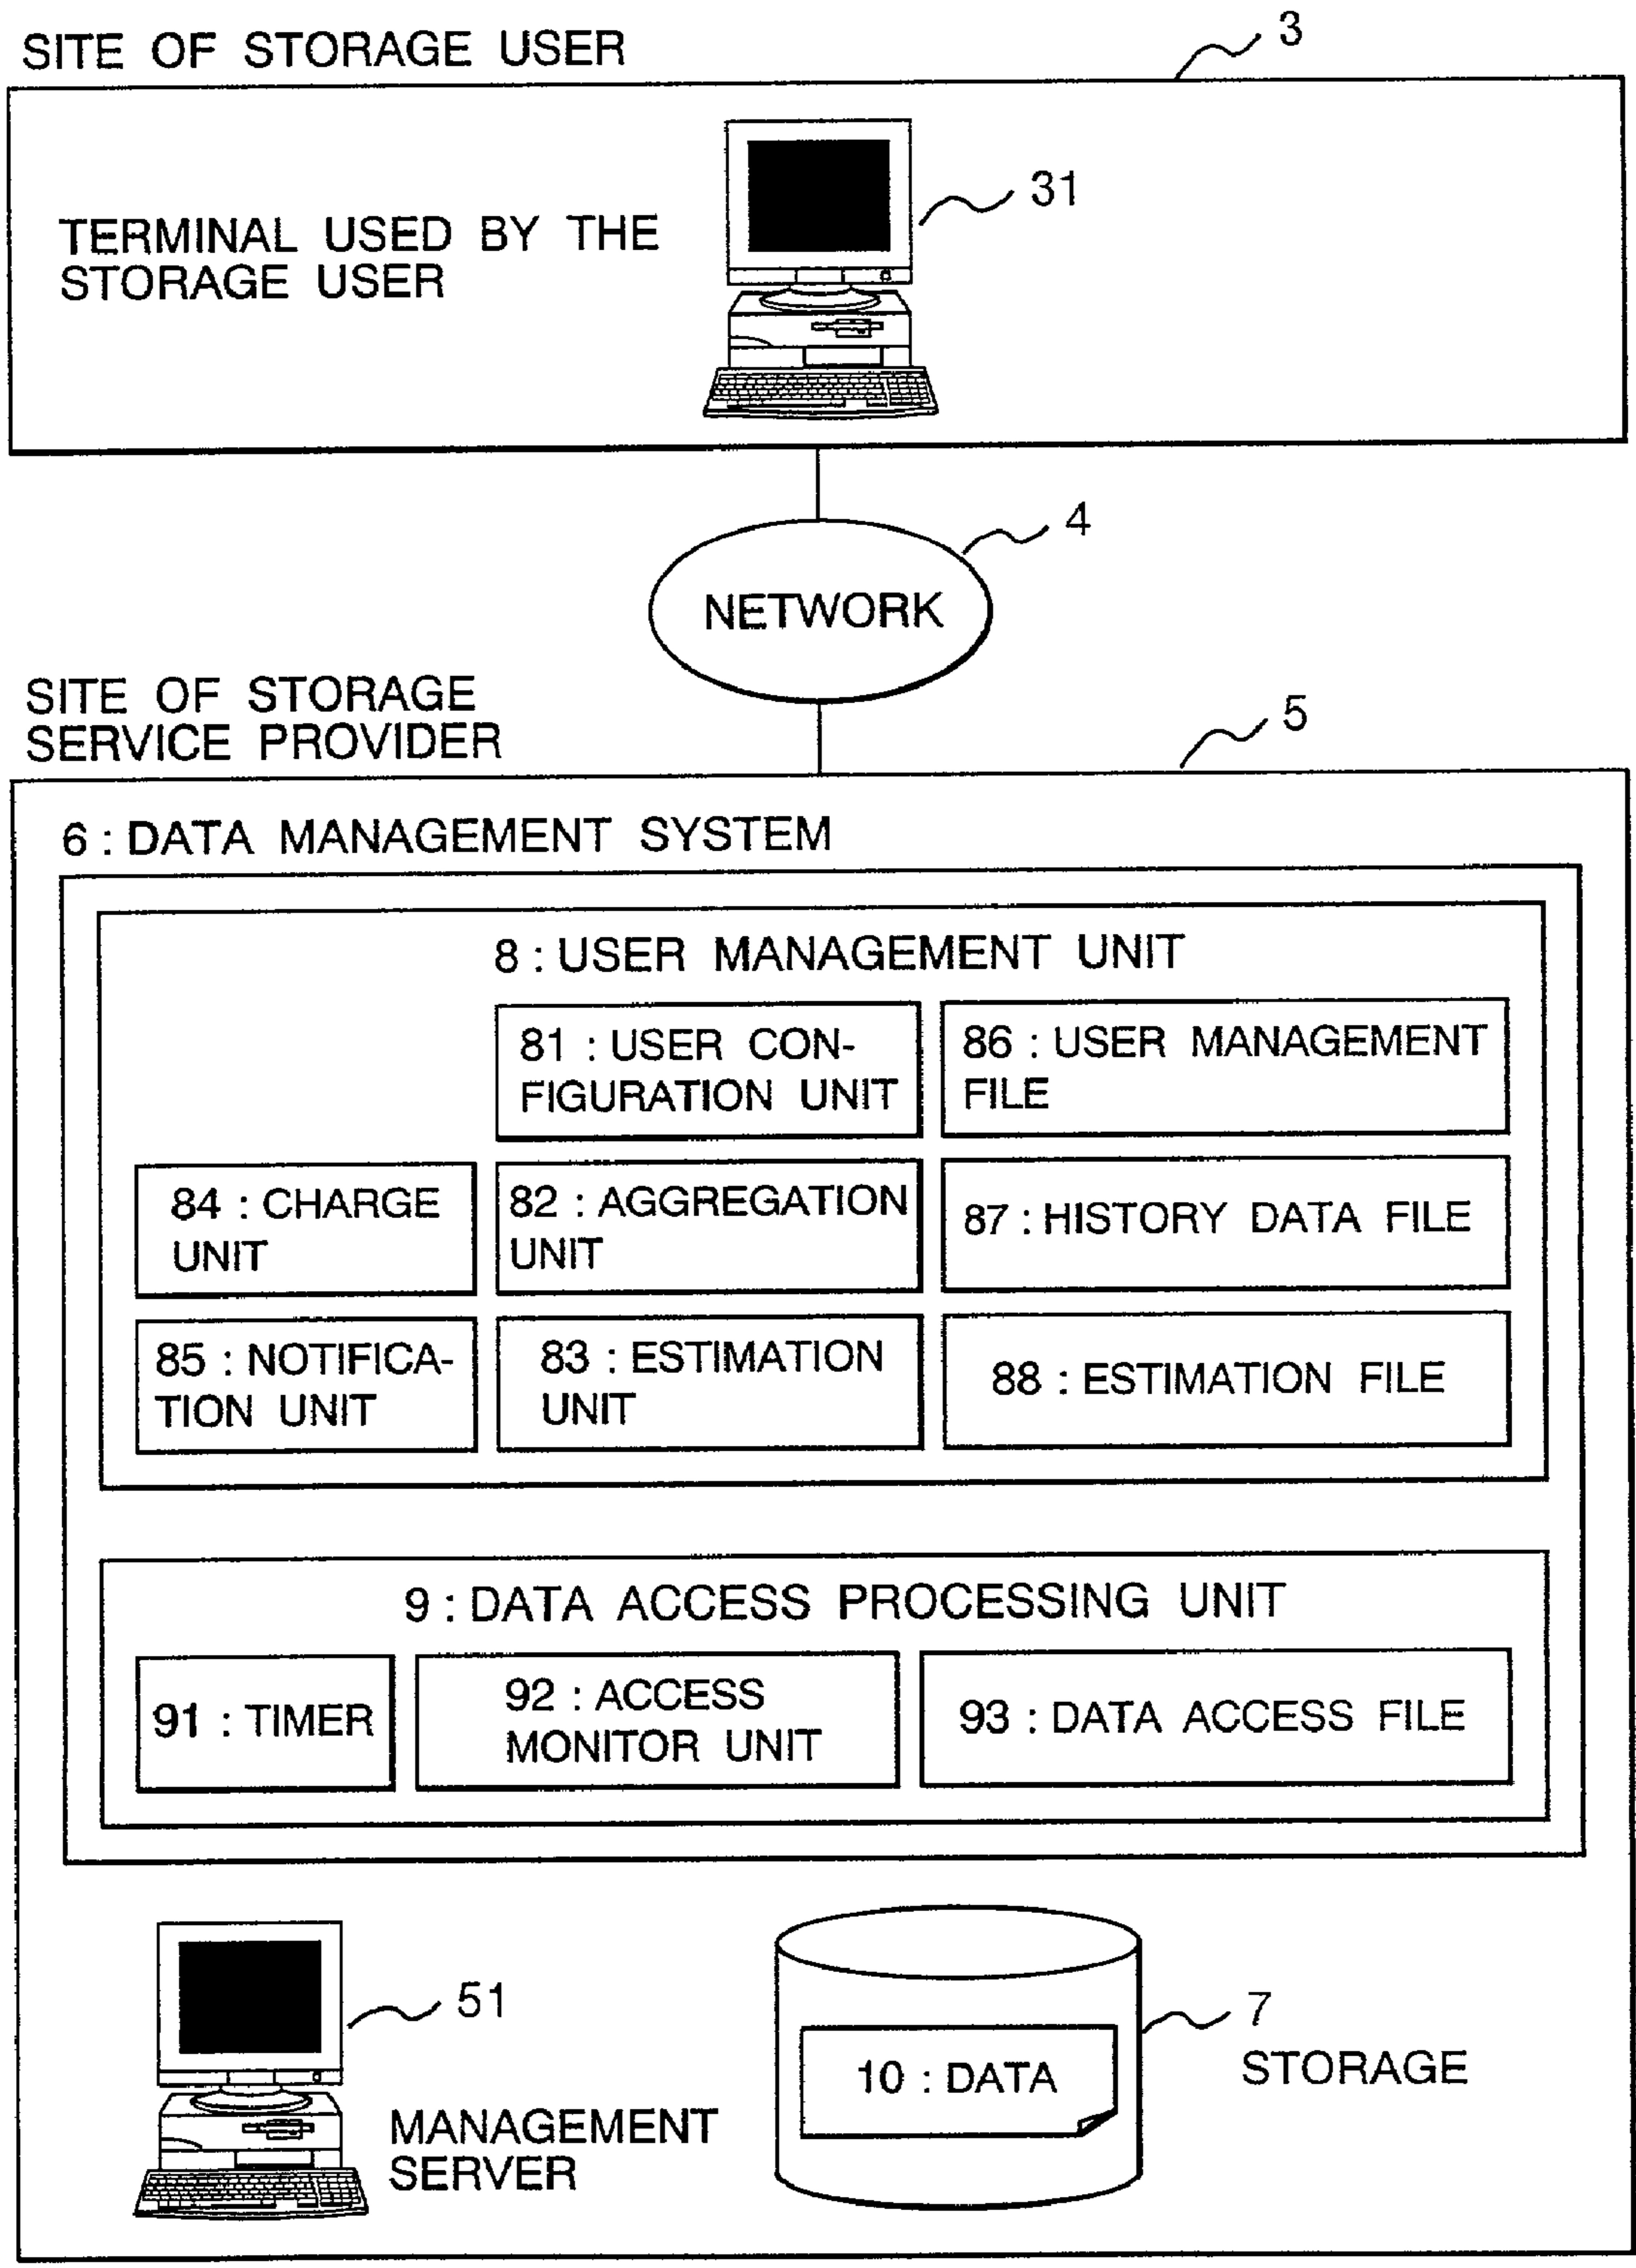 SITE OF STORAGE USER
3
TERMINAL USED BY THE
STORAGE USER
31
4
NETWORK
SITE OF STORAGE
SERVICE PROVIDER
5
6 : DATA MANAGEMENT SYSTEM
8 : USER MANAGEMENT UNIT
81 : USER CON-
FIGURATION UNIT
86 : USER MANAGEMENT
FILE
84 : CHARGE
UNIT
82 : AGGREGATION
UNIT
87 : HISTORY DATA FILE
85 : NOTIFICA-
TION UNIT
83 : ESTIMATION
UNIT
88 : ESTIMATION FILE
9 : DATA ACCESS PROCESSING UNIT
91 : TIMER
92 : ACCESS
MONITOR UNIT
93 : DATA ACCESS FILE
51
MANAGEMENT
SERVER
10 : DATA
7
STORAGE